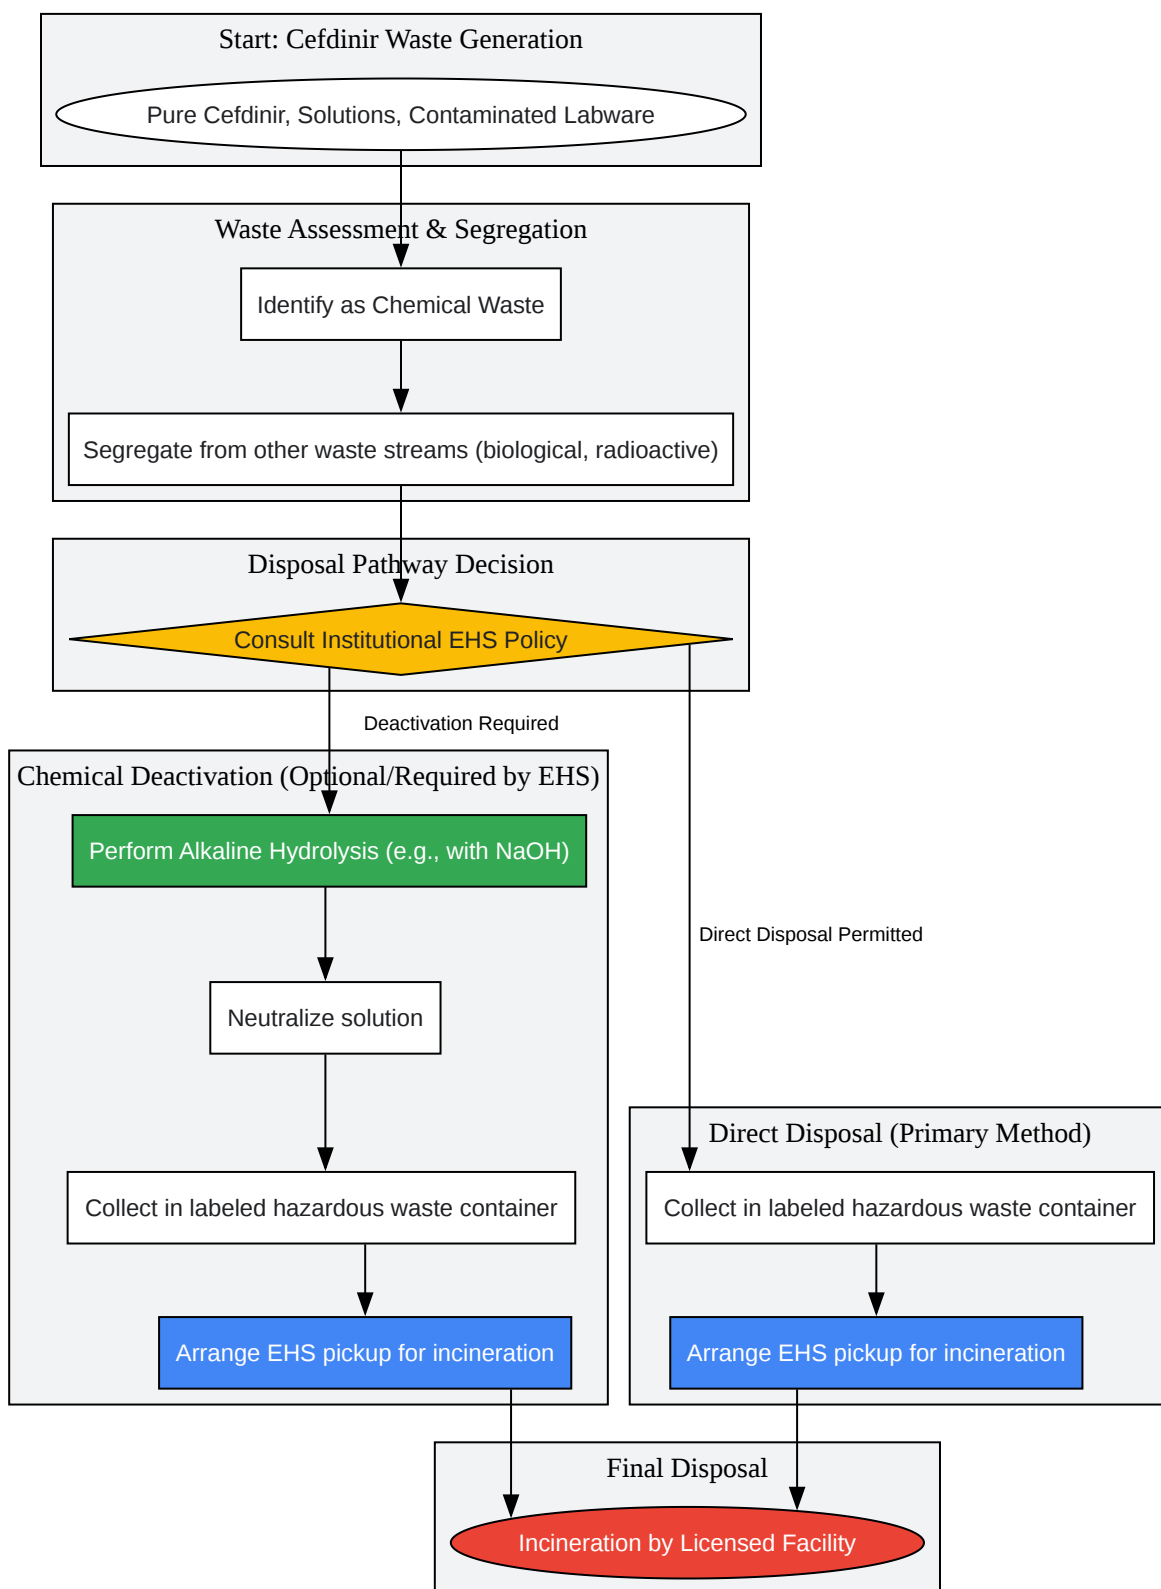 Start: Cefdinir Waste Generation
Pure Cefdinir, Solutions, Contaminated Labware
Waste Assessment & Segregation
Identify as Chemical Waste
Segregate from other waste streams (biological, radioactive)
Disposal Pathway Decision
Consult Institutional EHS Policy
Deactivation Required
Chemical Deactivation (Optional/Required by EHS)
Perform Alkaline Hydrolysis (e.g., with NaOH)
Direct Disposal Permitted
Neutralize solution
Direct Disposal (Primary Method)
Collect in labeled hazardous waste container
Collect in labeled hazardous waste container
Arrange EHS pickup for incineration
Arrange EHS pickup for incineration
Final Disposal
Incineration by Licensed Facility